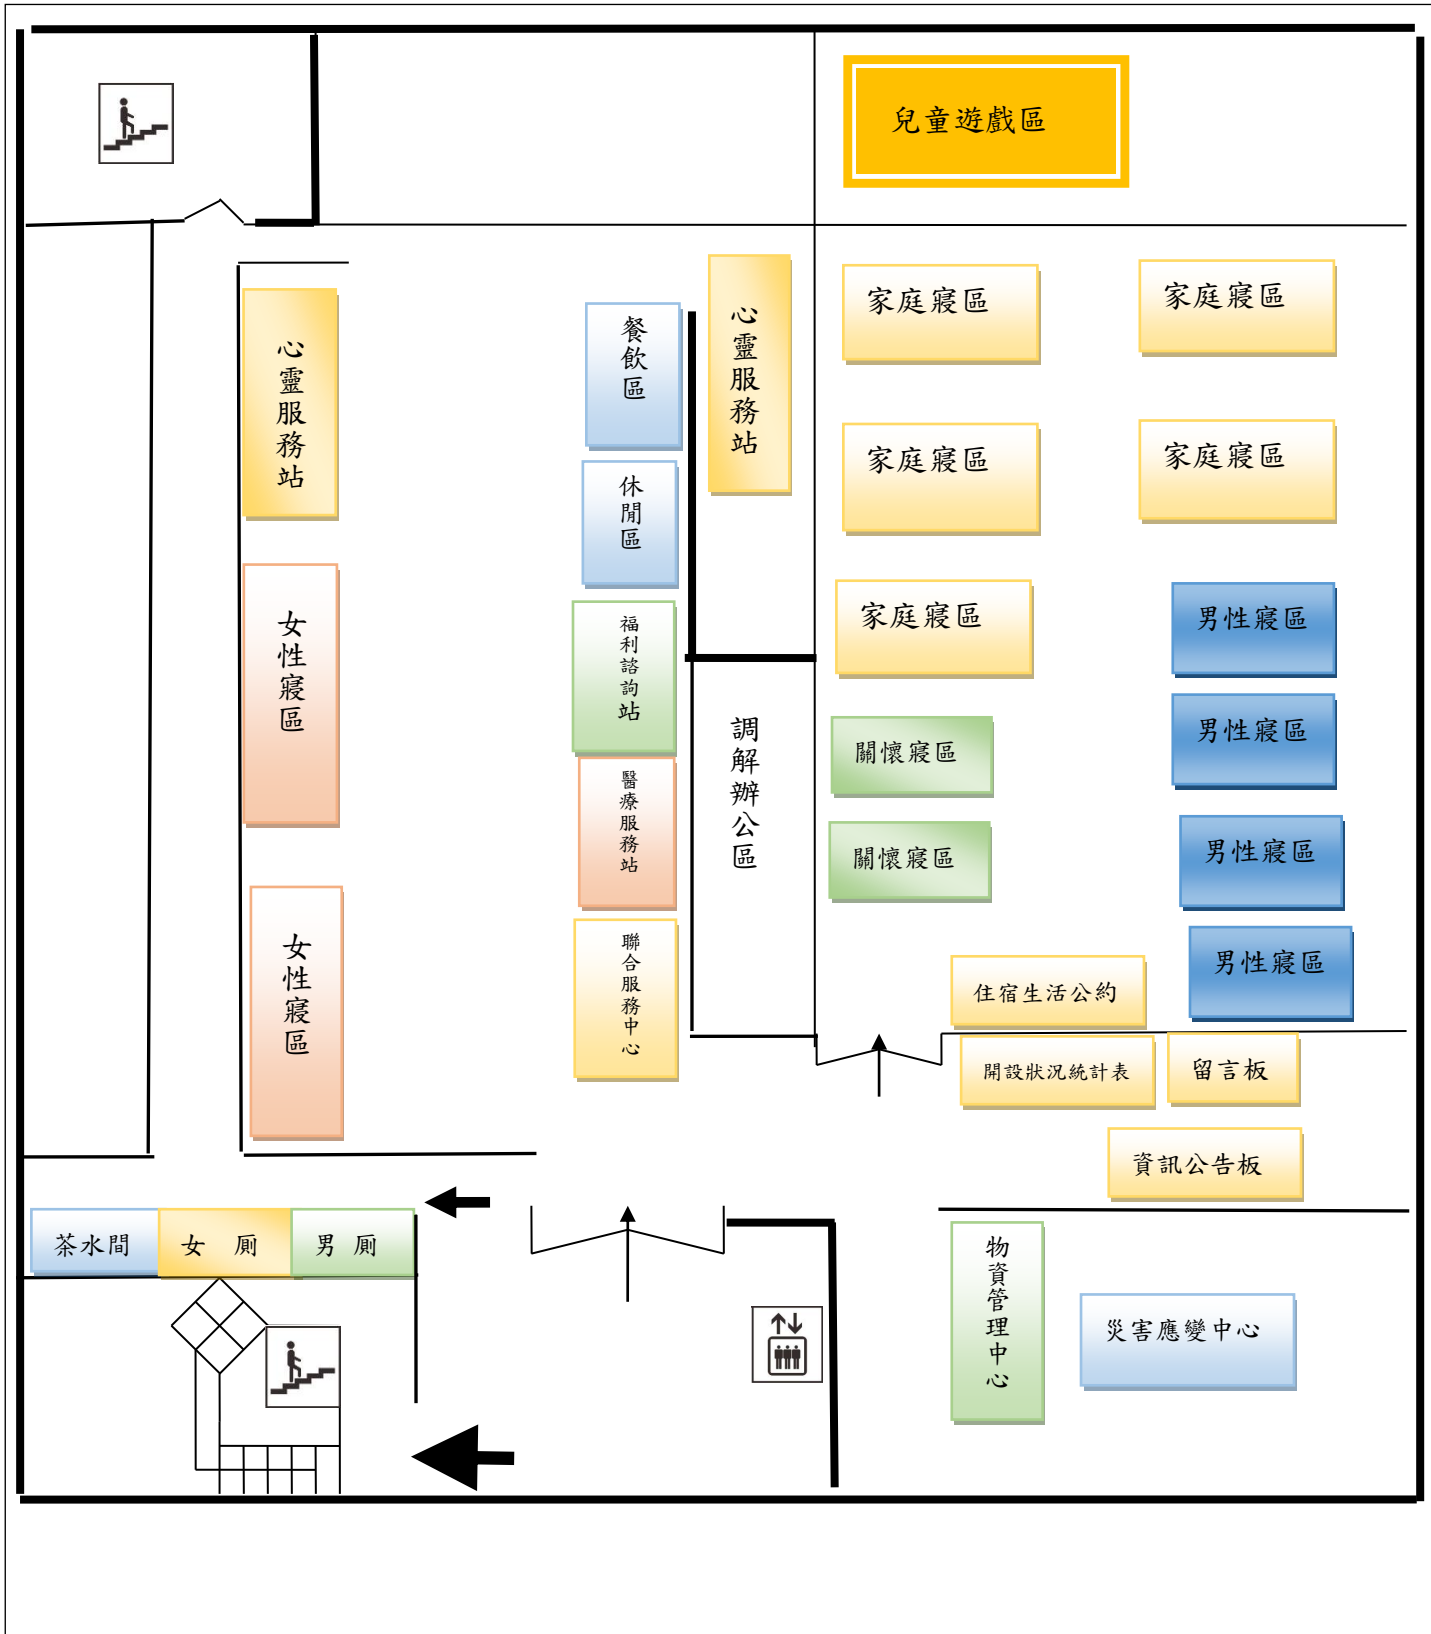 兒童遊戲區
心靈服務站
餐飲區
心靈服務站
家庭寢區
家庭寢區
休閒區
家庭寢區
家庭寢區
女性寢區
福利諮詢站
家庭寢區
男性寢區
醫療服務站
調解辦公區
關懷寢區
男性寢區
關懷寢區
男性寢區
女性寢區
聯合服務中心
住宿生活公約
男性寢區
開設狀況統計表
留言板
資訊公告板
茶水間
女 廁
男 廁
物資管理中心
災害應變中心